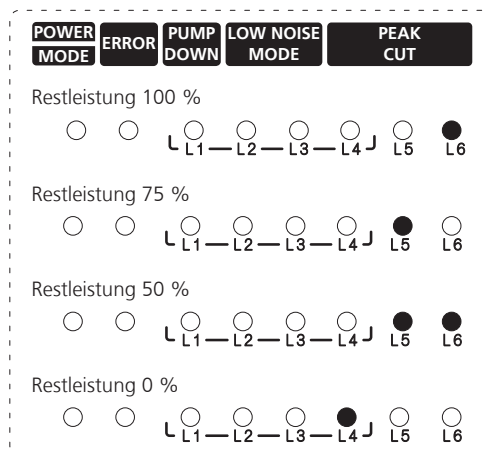 POWER MODE ERROR PUMP DOWN LOW NOISE MODE PEAK CUT
Restleistung 100 %
L1 L2 L3 L4 L5 L6
Restleistung 75 %
L1 L2 L3 L4 L5 L6
Restleistung 50 %
L1 L2 L3 L4 L5 L6
Restleistung 0 %
L1 L2 L3 L4 L5 L6